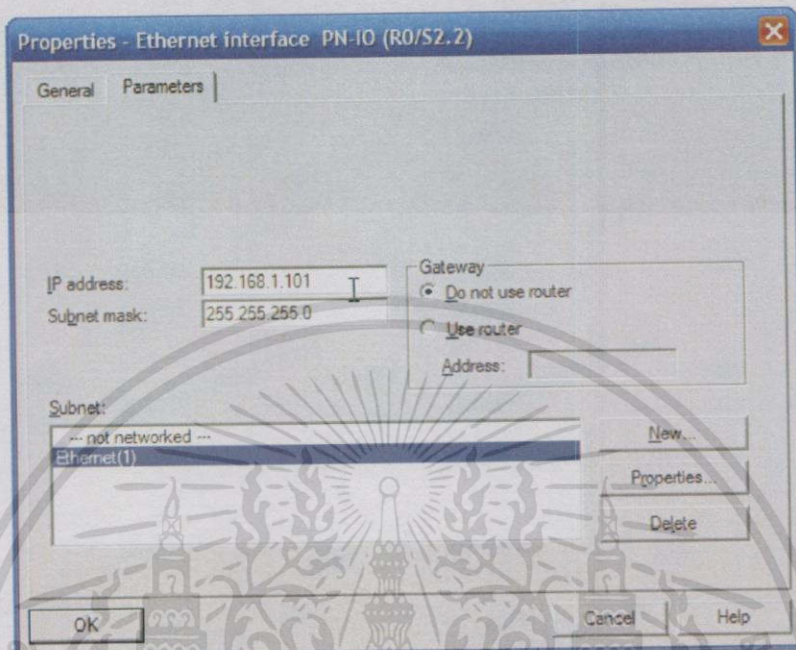 Properties - Ethernet interface PN-IO (R0/S2.2)
General Parameters
IP address: 192.168.1.101
Subnet mask: 255.255.255.0
Gateway
Do not use router
Use router
Address:
Subnet:
--- not networked ---
Ethernet(1)
New...
Properties...
Delete
OK Cancel Help